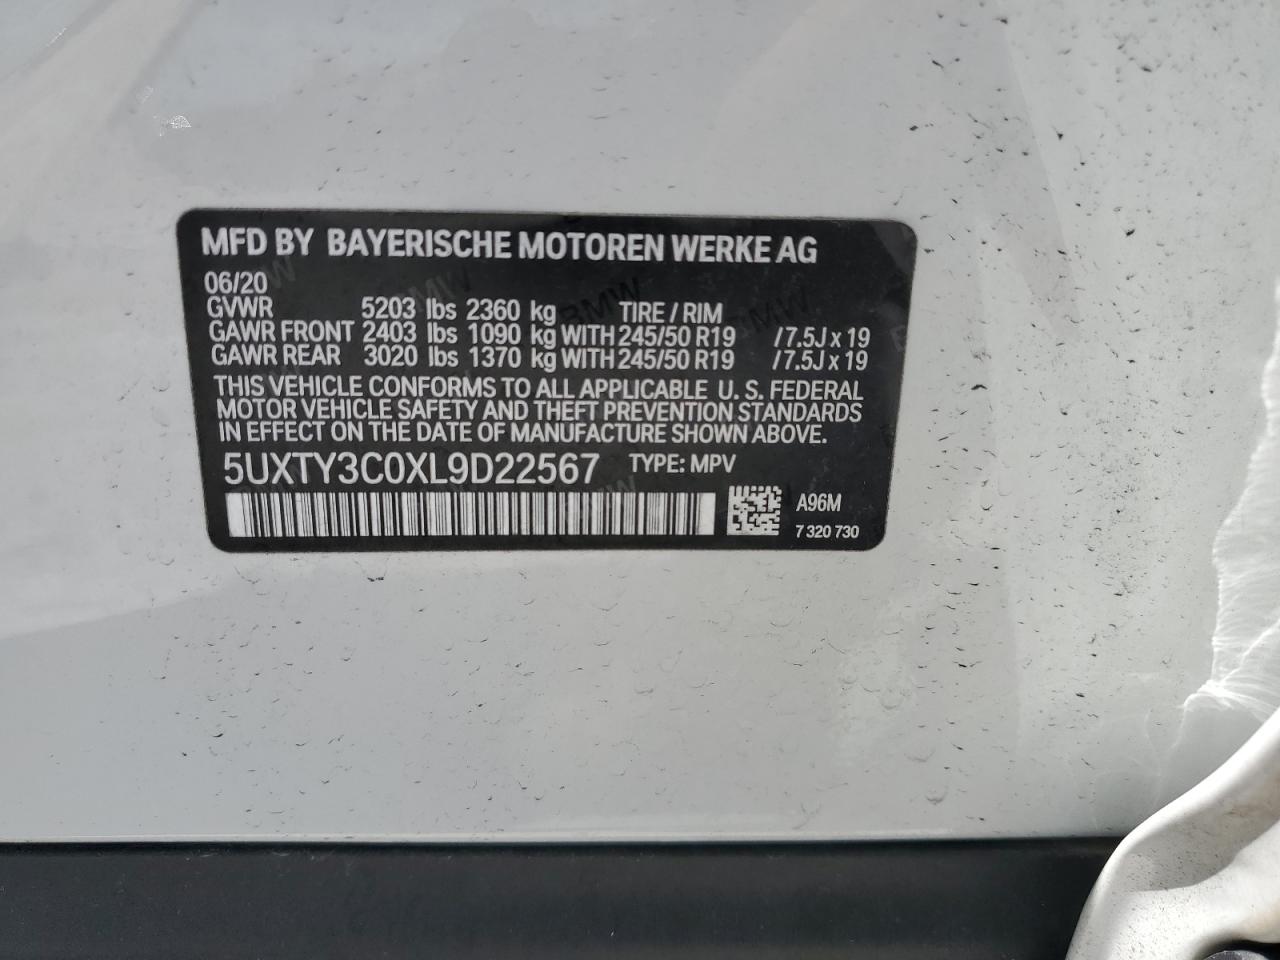 MFD BY BAYERISCHE MOTOREN WERKE AG
06/20
GVWR 5203 lbs 2360 kg TIRE / RIM
GAWR FRONT 2403 lbs 1090 kg WITH 245/50 R19 /7.5J x 19
GAWR REAR 3020 lbs 1370 kg WITH 245/50 R19 /7.5J x 19
THIS VEHICLE CONFORMS TO ALL APPLICABLE U. S. FEDERAL
MOTOR VEHICLE SAFETY AND THEFT PREVENTION STANDARDS
IN EFFECT ON THE DATE OF MANUFACTURE SHOWN ABOVE.
5UXTY3C0XL9D22567 TYPE: MPV
A96M
7 320 730